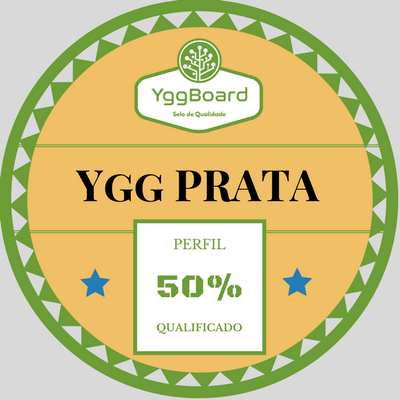 YggBoard
Selo de Qualidade
Ygg PRATA
PERFIL
50%
QUALIFICADO